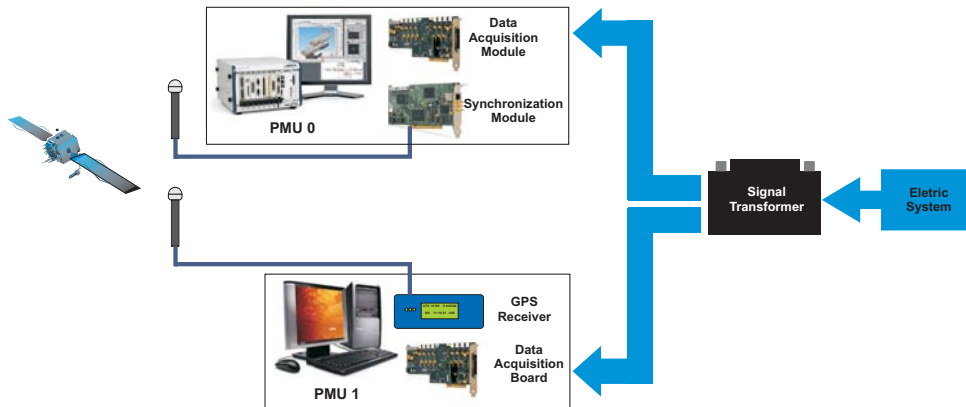 Data
Acquisition
Module
Synchronization
Module
PMU 0
Signal
Transformer
Eletric
System
GPS
Receiver
Data
Acquisition
Board
PMU 1